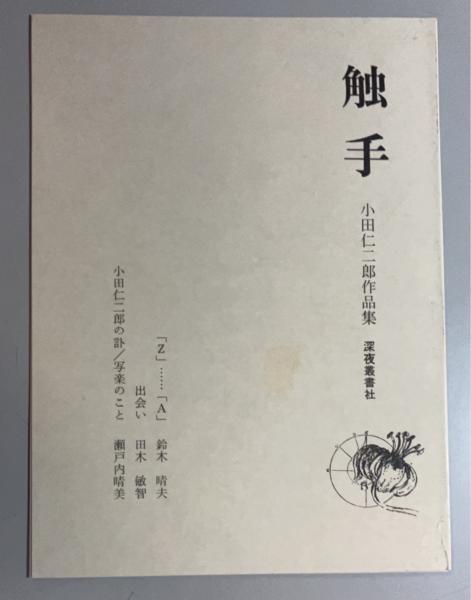 触手
小田仁二郎作品集 深夜叢書社
「Z」……「A」 鈴木 晴夫
出会い 田木 敏智
小田仁二郎の訃/写楽のこと 瀬戸内晴美